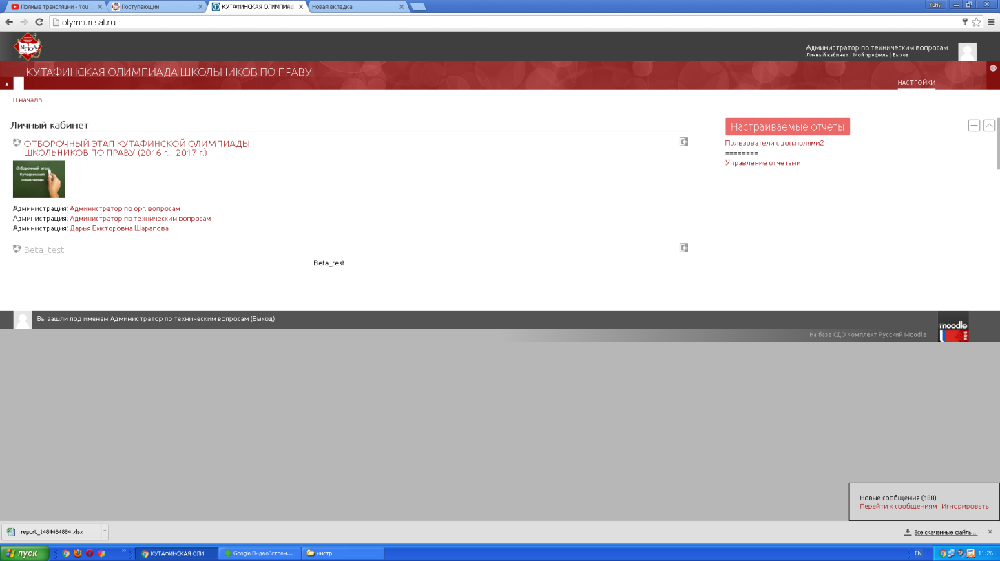 Прямые трансляции - YouTu
Поступающим
КУТАФИНСКАЯ ОЛИМПИАД
Новая вкладка
Yuriy
olymp.msal.ru
МГЮА
Администратор по техническим вопросам
Личный кабинет | Мой профиль | Выход
КУТАФИНСКАЯ ОЛИМПИАДА ШКОЛЬНИКОВ ПО ПРАВУ
НАСТРОЙКИ
В начало
Личный кабинет
ОТБОРОЧНЫЙ ЭТАП КУТАФИНСКОЙ ОЛИМПИАДЫ
ШКОЛЬНИКОВ ПО ПРАВУ (2016 г. - 2017 г.)
Отборочный этап
Кутафинской
олимпиады
Администрация: Администратор по орг. вопросам
Администрация: Администратор по техническим вопросам
Администрация: Дарья Викторовна Шарапова
Beta_test
Beta_test
Настраиваемые отчеты
Пользователи с доп.полями2
========
Управление отчетами
Вы зашли под именем Администратор по техническим вопросам (Выход)
На базе СДО Комплект Русский Moodle
moodle
RUS
Новые сообщения (188)
Перейти к сообщениям Игнорировать
report_1484464884.xlsx
Все скачанные файлы...
пуск
КУТАФИНСКАЯ ОЛИ...
Google ВидеоВстреч...
инстр
EN
11:26